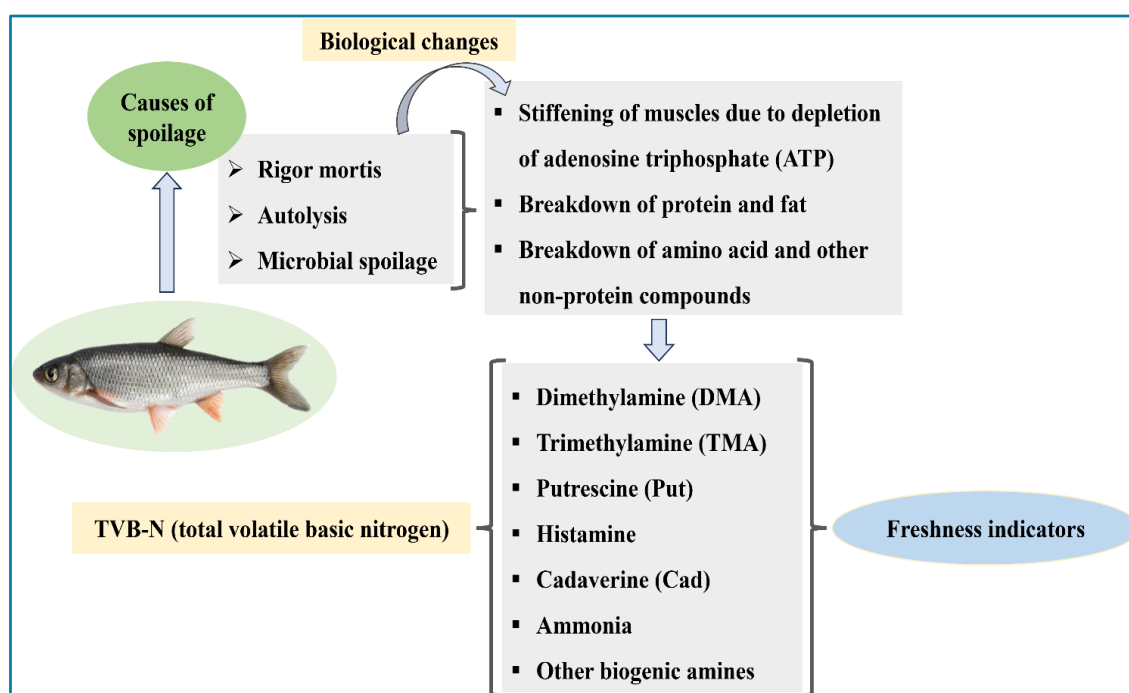 Biological changes
Causes of
spoilage
➢ Rigor mortis
➢ Autolysis
➢ Microbial spoilage
▪ Stiffening of muscles due to depletion
of adenosine triphosphate (ATP)
▪ Breakdown of protein and fat
▪ Breakdown of amino acid and other
non-protein compounds
TVB-N (total volatile basic nitrogen)
▪ Dimethylamine (DMA)
▪ Trimethylamine (TMA)
▪ Putrescine (Put)
▪ Histamine
▪ Cadaverine (Cad)
▪ Ammonia
▪ Other biogenic amines
Freshness indicators